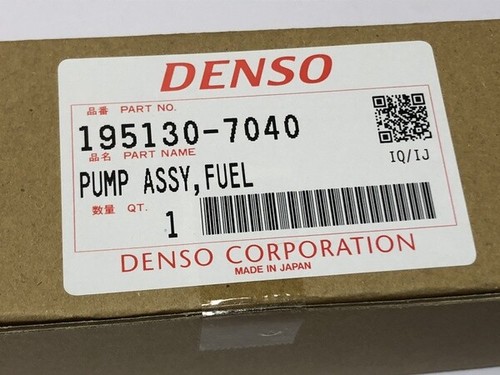 DENSO
品番 PART NO.
195130-7040
品名 PART NAME
IQ/IJ
PUMP ASSY,FUEL
数量 QT.
1
DENSO CORPORATION
MADE IN JAPAN